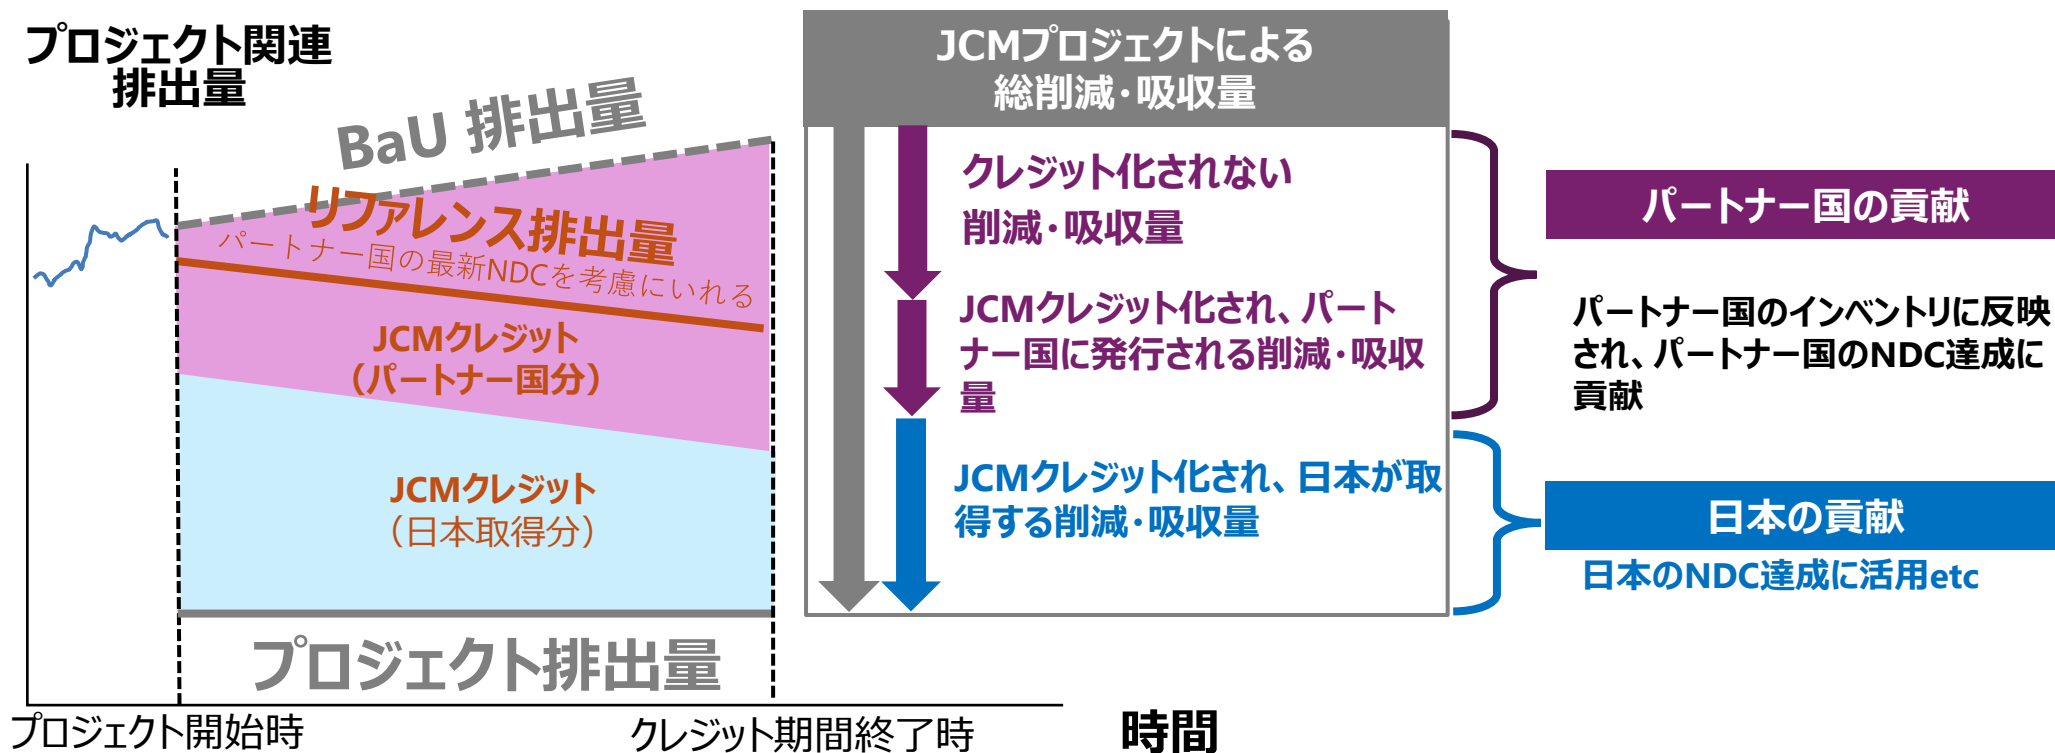 プロジェクト関連
排出量
BaU 排出量
リファレンス排出量
パートナー国の最新NDCを考慮にいれる
JCMクレジット
（パートナー国分）
JCMクレジット
（日本取得分）
プロジェクト排出量
プロジェクト開始時
クレジット期間終了時
時間
JCMプロジェクトによる
総削減・吸収量
クレジット化されない
削減・吸収量
JCMクレジット化され、パート
ナー国に発行される削減・吸収
量
JCMクレジット化され、日本が取
得する削減・吸収量
パートナー国の貢献
パートナー国のインベントリに反映
され、パートナー国のNDC達成に
貢献
日本の貢献
日本のNDC達成に活用etc